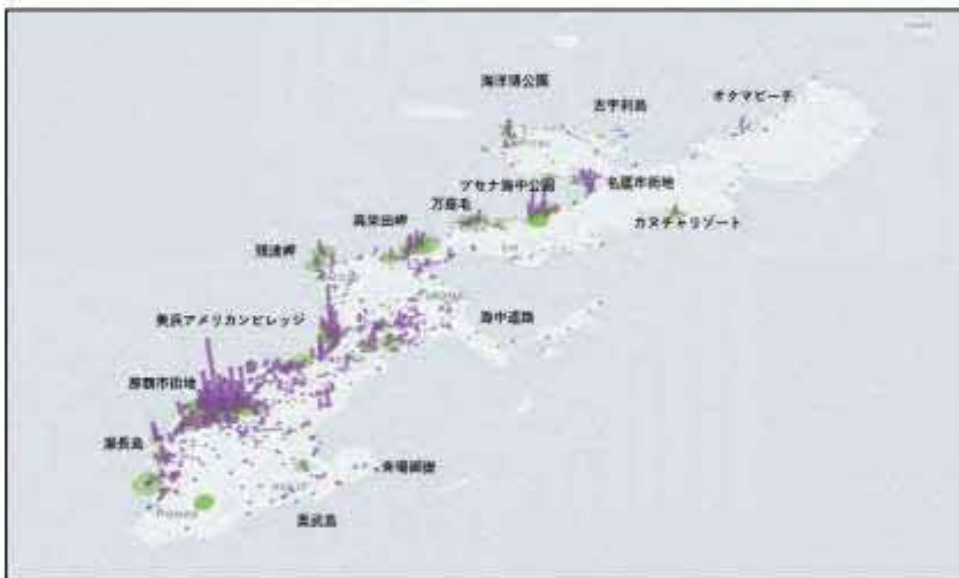 海洋博公園
古宇利島
オクマビーチ
ブセナ海中公園
名護市街地
万座毛
カヌチャリゾート
真栄田岬
残波岬
美浜アメリカンビレッジ
海中道路
那覇市街地
瀬長島
斎場御嶽
奥武島